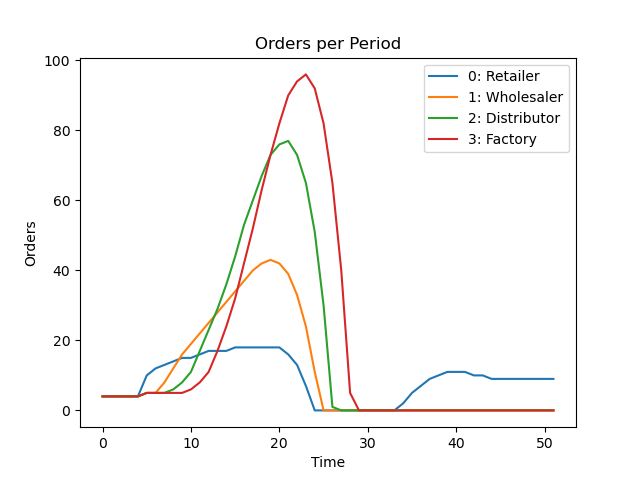 Orders per Period
100
80
60
40
20
0
Orders
0: Retailer
1: Wholesaler
2: Distributor
3: Factory
0 10 20 30 40 50
Time